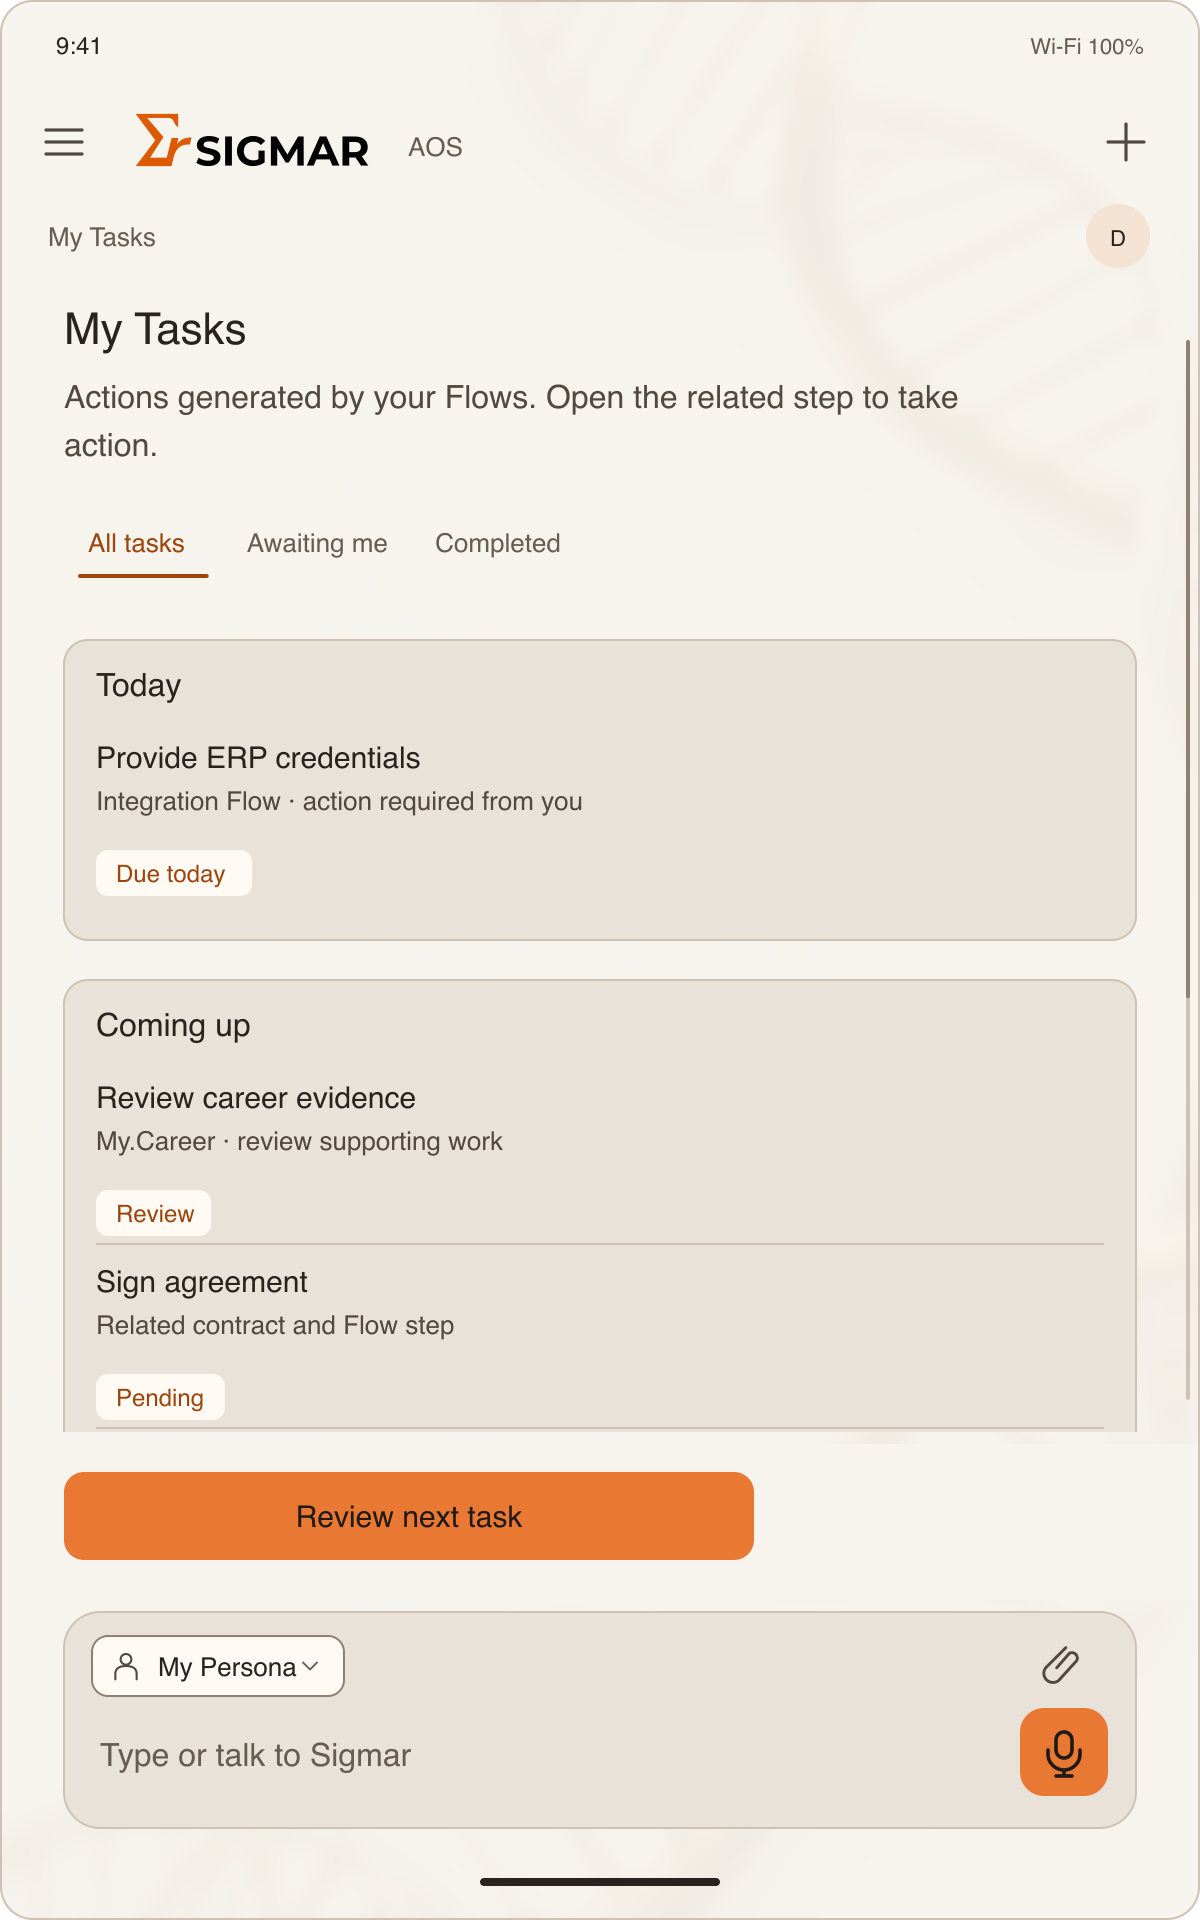 9:41
Wi-Fi 100%
Σr SIGMAR AOS
My Tasks
D
My Tasks
Actions generated by your Flows. Open the related step to take
action.
All tasks
Awaiting me
Completed
Today
Provide ERP credentials
Integration Flow · action required from you
Due today
Coming up
Review career evidence
My.Career · review supporting work
Review
Sign agreement
Related contract and Flow step
Pending
Review next task
My Persona
Type or talk to Sigmar